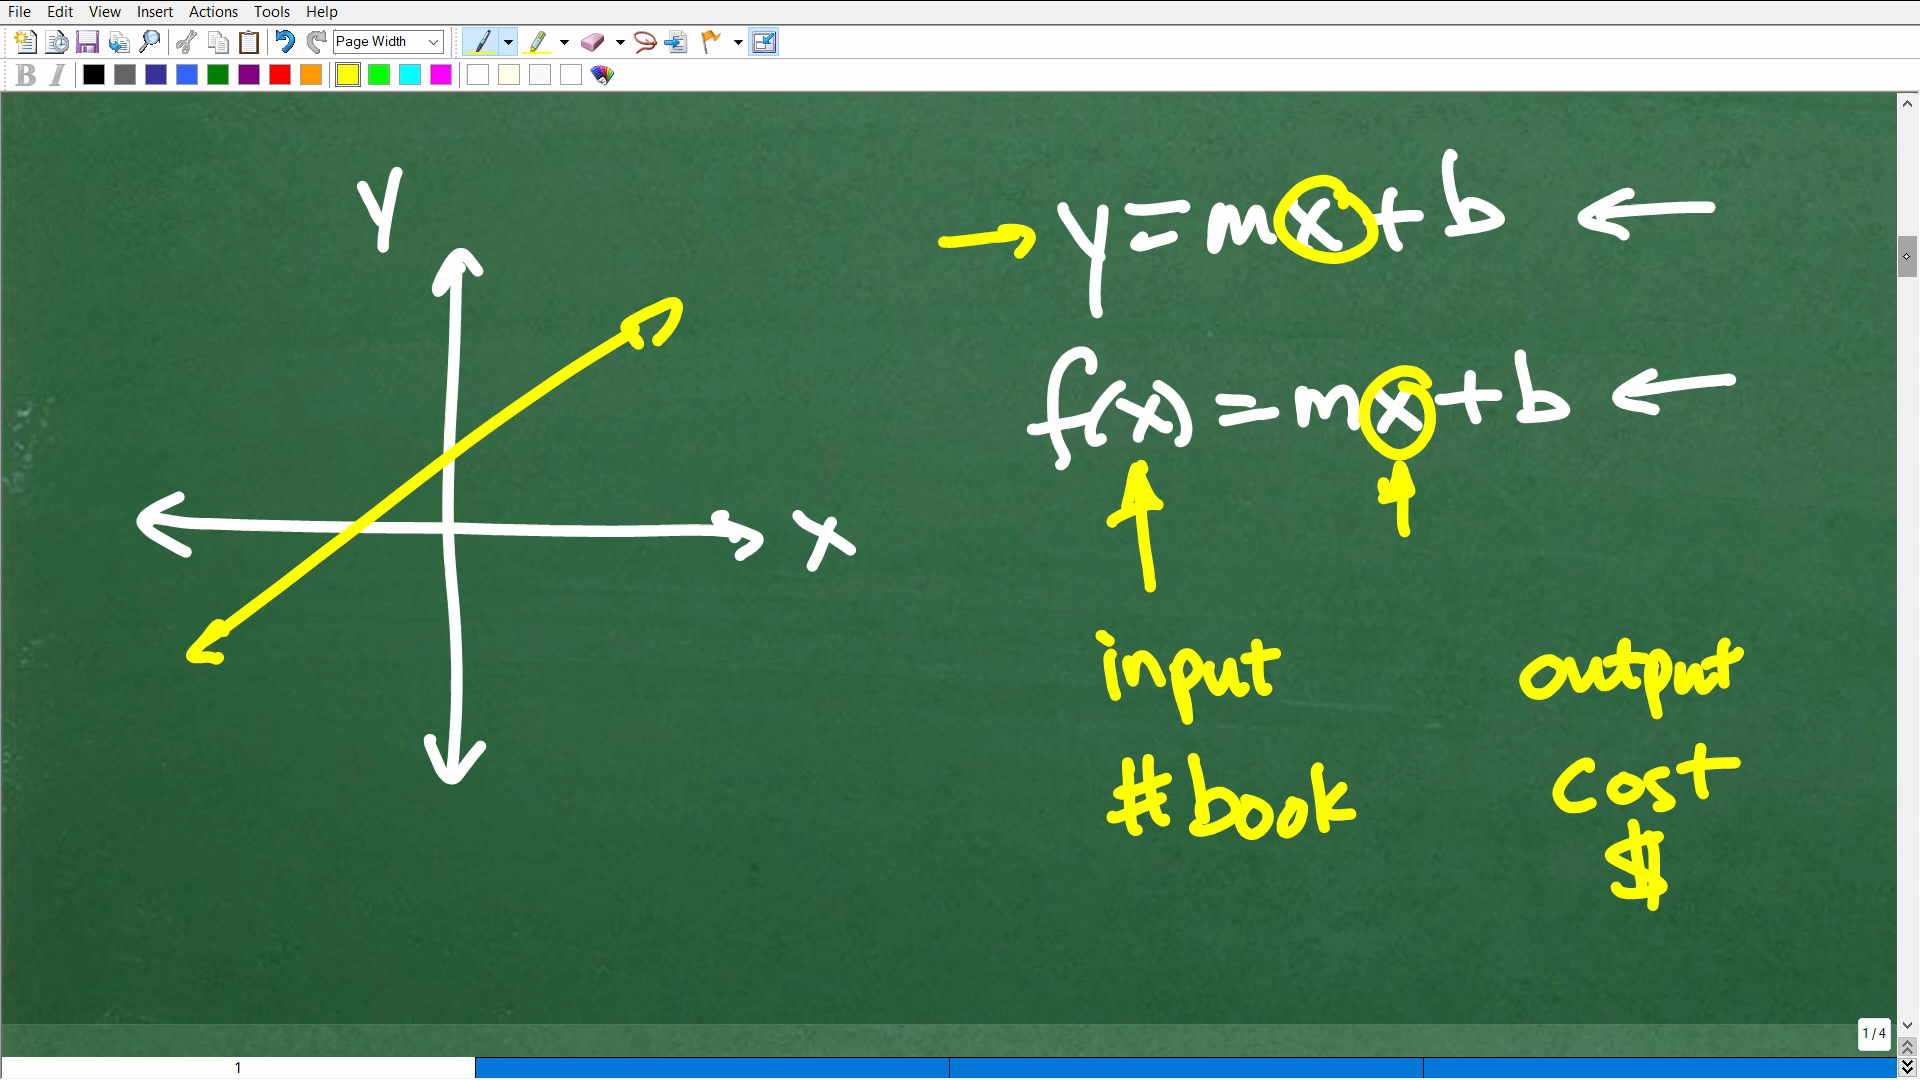 File Edit View Insert Actions Tools Help
Page Width
B I
y
x
y = mx + b
f(x) = mx + b
input output
#book cost
$
1 / 4
1